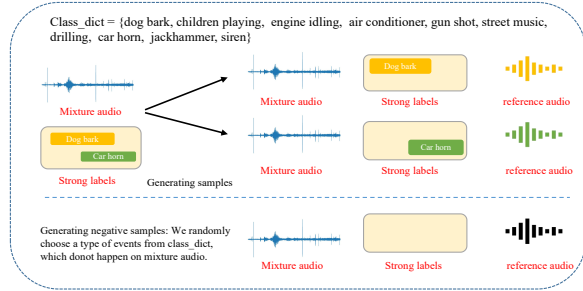 Class_dict = {dog bark, children playing, engine idling, air conditioner, gun shot, street music,
drilling, car horn, jackhammer, siren}
Dog bark
Mixture audio
Mixture audio
Strong labels
reference audio
Dog bark
Car horn
Car horn
Strong labels
Generating samples
Mixture audio
Strong labels
reference audio
Generating negative samples: We randomly
choose a type of events from class_dict,
which donot happen on mixture audio.
Mixture audio
Strong labels
reference audio